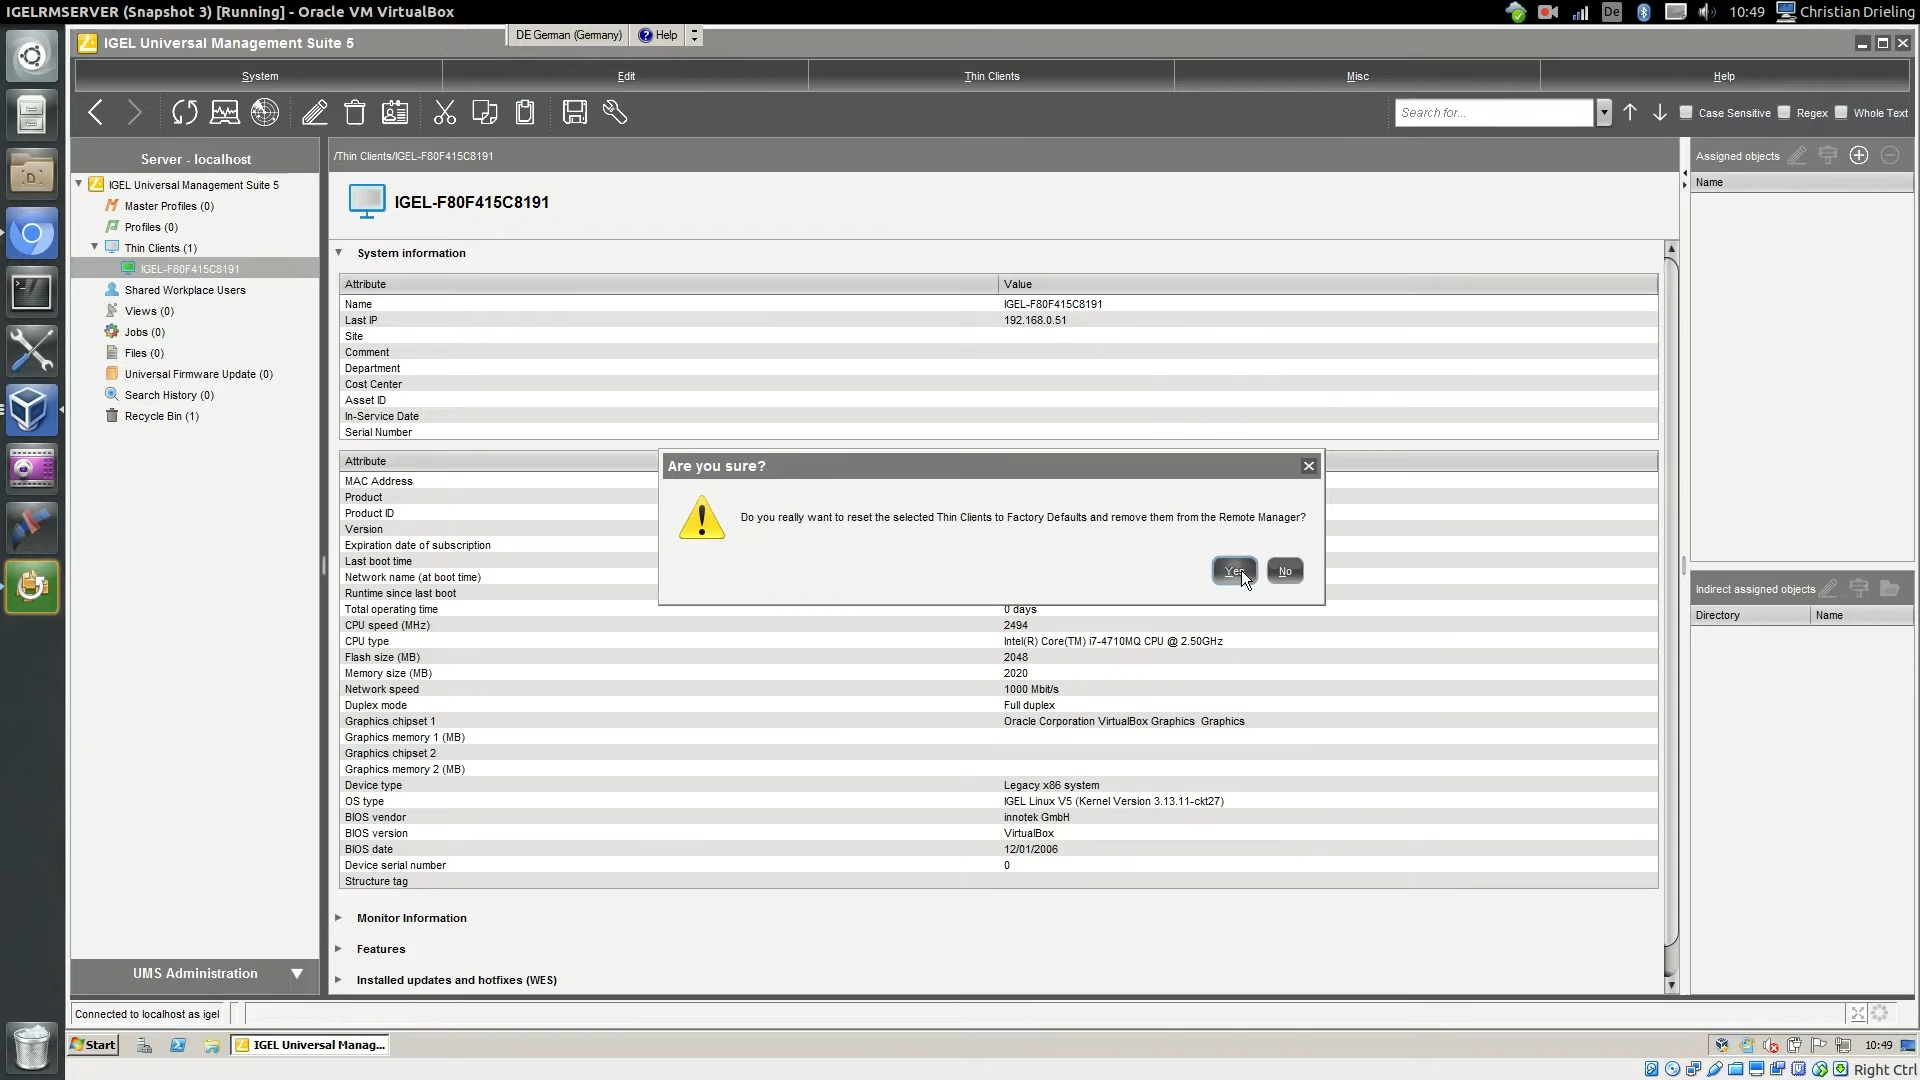 IGELRMSERVER (Snapshot 3) [Running] - Oracle VM VirtualBox
De
10:49
Christian Drieling
IGEL Universal Management Suite 5
DE German (Germany)
Help
System
Edit
Thin Clients
Misc
Help
Search for...
Case Sensitive
Regex
Whole Text
Server - localhost
IGEL Universal Management Suite 5
Master Profiles (0)
Profiles (0)
Thin Clients (1)
IGEL-F80F415C8191
Shared Workplace Users
Views (0)
Jobs (0)
Files (0)
Universal Firmware Update (0)
Search History (0)
Recycle Bin (1)
UMS Administration
/Thin Clients/IGEL-F80F415C8191
IGEL-F80F415C8191
System information
Attribute Value
Name IGEL-F80F415C8191
Last IP 192.168.0.51
Site
Comment
Department
Cost Center
Asset ID
In-Service Date
Serial Number
Attribute
MAC Address
Product
Product ID
Version
Expiration date of subscription
Last boot time
Network name (at boot time)
Runtime since last boot
Total operating time 0 days
CPU speed (MHz) 2494
CPU type Intel(R) Core(TM) i7-4710MQ CPU @ 2.50GHz
Flash size (MB) 2048
Memory size (MB) 2020
Network speed 1000 Mbit/s
Duplex mode Full duplex
Graphics chipset 1 Oracle Corporation VirtualBox Graphics Graphics
Graphics memory 1 (MB)
Graphics chipset 2
Graphics memory 2 (MB)
Device type Legacy x86 system
OS type IGEL Linux V5 (Kernel Version 3.13.11-ckt27)
BIOS vendor innotek GmbH
BIOS version VirtualBox
BIOS date 12/01/2006
Device serial number 0
Structure tag
Monitor Information
Features
Installed updates and hotfixes (WES)
Are you sure?
Do you really want to reset the selected Thin Clients to Factory Defaults and remove them from the Remote Manager?
Yes
No
Assigned objects
Name
Indirect assigned objects
Directory Name
Connected to localhost as igel
Start
IGEL Universal Manag...
10:49
Right Ctrl